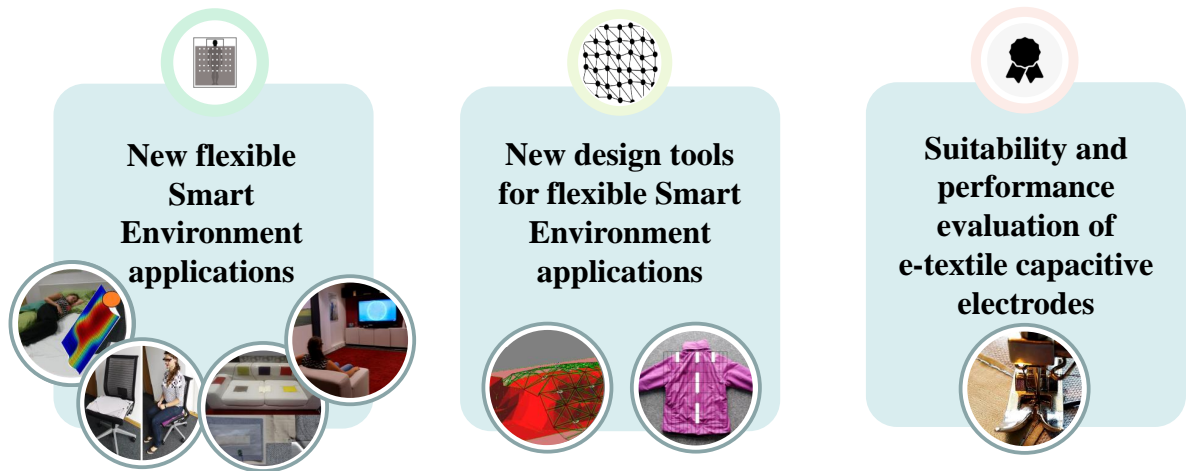 New flexible
Smart
Environment
applications
New design tools
for flexible Smart
Environment
applications
Suitability and
performance
evaluation of
e-textile capacitive
electrodes